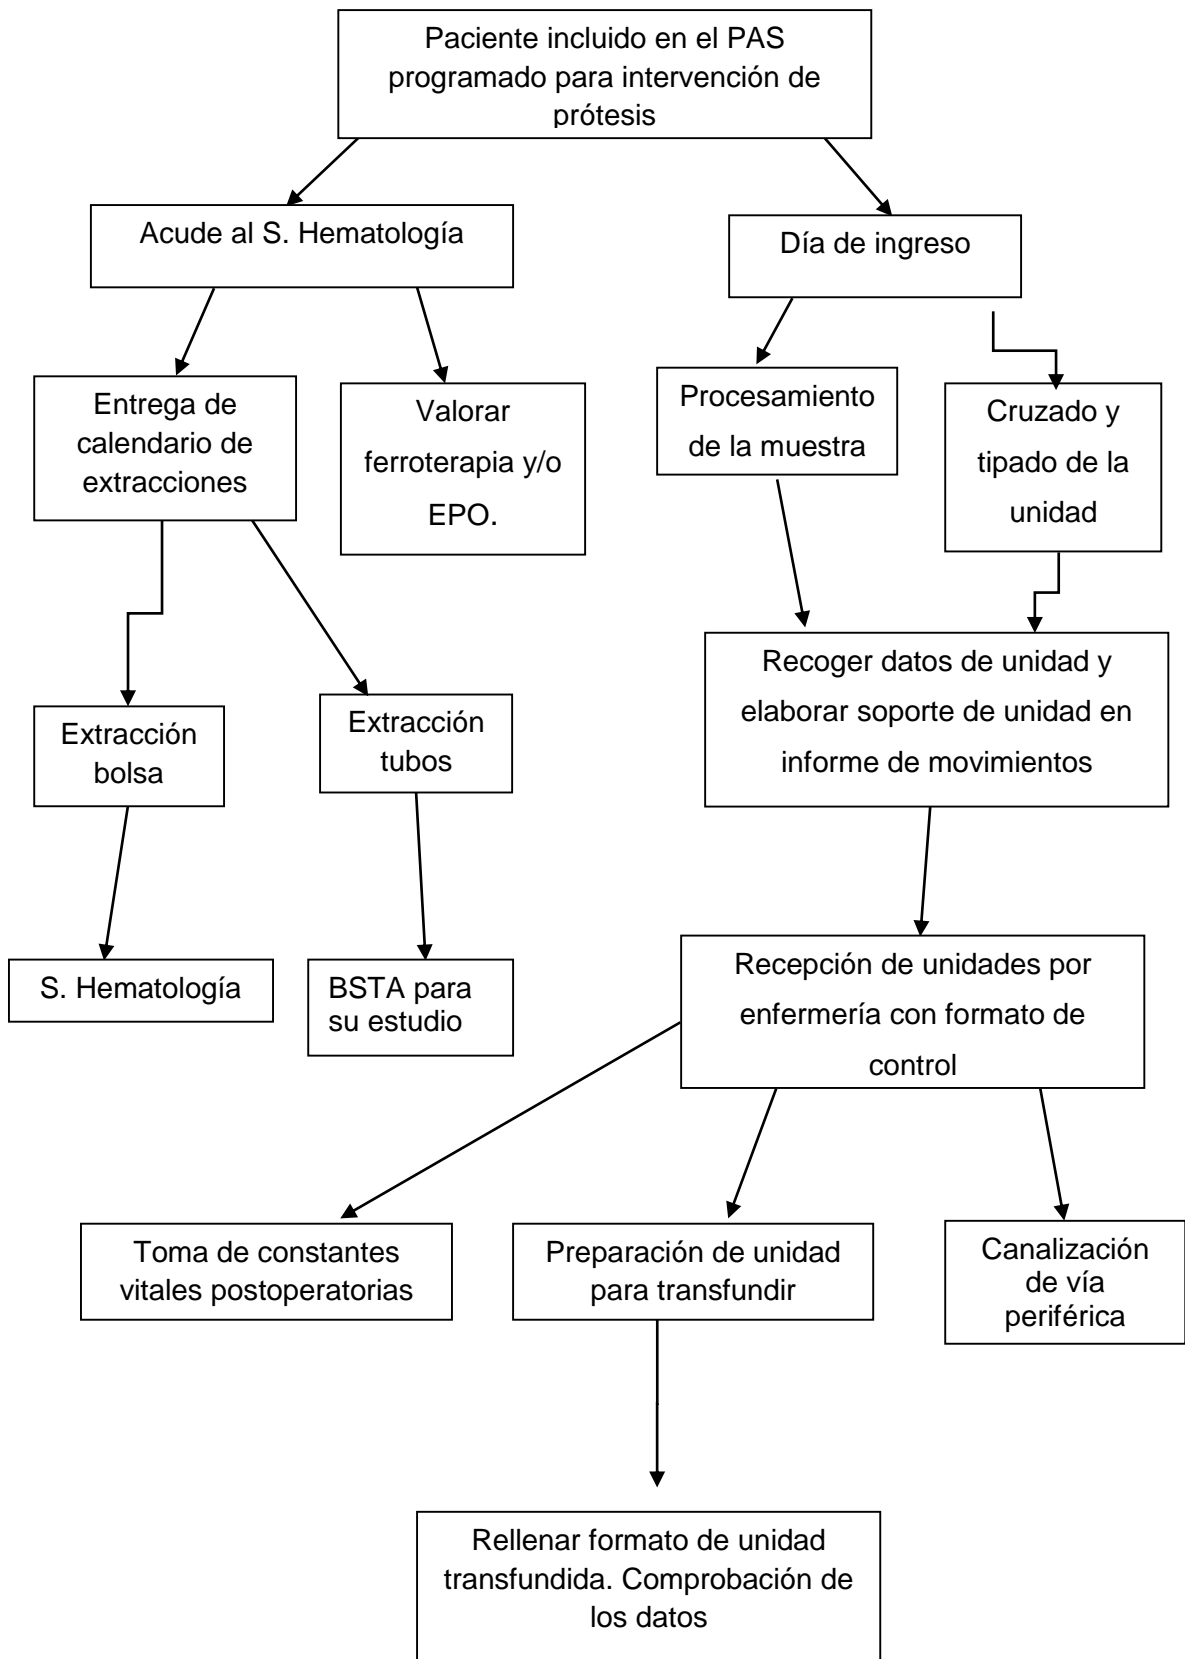 Paciente incluido en el PAS
programado para intervención de
prótesis
Acude al S. Hematología
Día de ingreso
Entrega de
calendario de
extracciones
Valorar
ferroterapia y/o
EPO.
Procesamiento
de la muestra
Cruzado y
tipado de la
unidad
Recoger datos de unidad y
elaborar soporte de unidad en
informe de movimientos
Extracción
bolsa
Extracción
tubos
S. Hematología
BSTA para
su estudio
Recepción de unidades por
enfermería con formato de
control
Toma de constantes
vitales postoperatorias
Preparación de unidad
para transfundir
Canalización
de vía
periférica
Rellenar formato de unidad
transfundida. Comprobación de
los datos